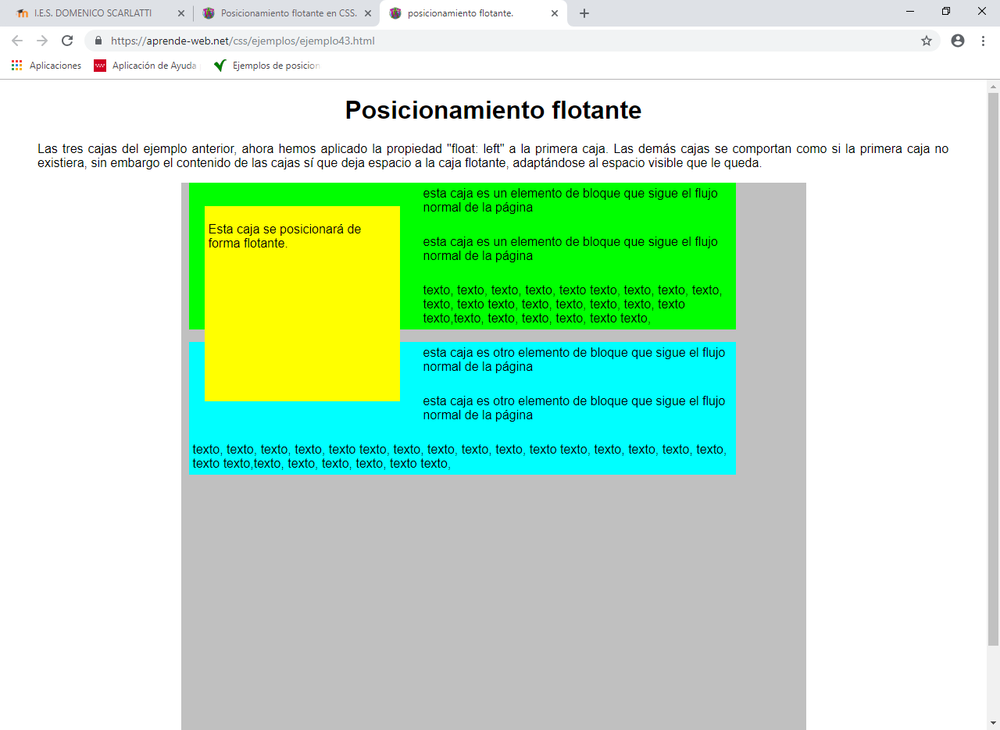 I.E.S. DOMENICO SCARLATTI
Posicionamiento flotante en CSS.
posicionamiento flotante.
https://aprende-web.net/css/ejemplos/ejemplo43.html
Aplicaciones
Aplicación de Ayuda
Ejemplos de posicion
Posicionamiento flotante
Las tres cajas del ejemplo anterior, ahora hemos aplicado la propiedad "float: left" a la primera caja. Las demás cajas se comportan como si la primera caja no
existiera, sin embargo el contenido de las cajas sí que deja espacio a la caja flotante, adaptándose al espacio visible que le queda.
Esta caja se posicionará de
forma flotante.
esta caja es un elemento de bloque que sigue el flujo
normal de la página
esta caja es un elemento de bloque que sigue el flujo
normal de la página
texto, texto, texto, texto, texto texto, texto, texto, texto,
texto, texto texto, texto, texto, texto, texto, texto
texto,texto, texto, texto, texto, texto texto,
esta caja es otro elemento de bloque que sigue el flujo
normal de la página
esta caja es otro elemento de bloque que sigue el flujo
normal de la página
texto, texto, texto, texto, texto texto, texto, texto, texto, texto, texto texto, texto, texto, texto, texto,
texto texto,texto, texto, texto, texto, texto texto,